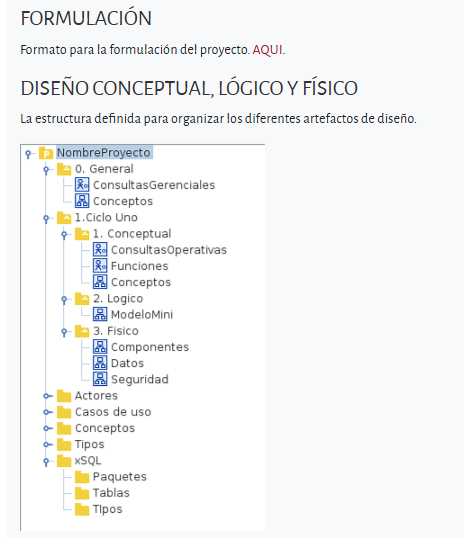 FORMULACIÓN
Formato para la formulación del proyecto. AQUI.
DISEÑO CONCEPTUAL, LÓGICO Y FÍSICO
La estructura definida para organizar los diferentes artefactos de diseño.
NombreProyecto
0. General
ConsultasGerenciales
Conceptos
1.Ciclo Uno
1. Conceptual
ConsultasOperativas
Funciones
Conceptos
2. Logico
ModeloMini
3. Fisico
Componentes
Datos
Seguridad
Actores
Casos de uso
Conceptos
Tipos
xSQL
Paquetes
Tablas
TIpos